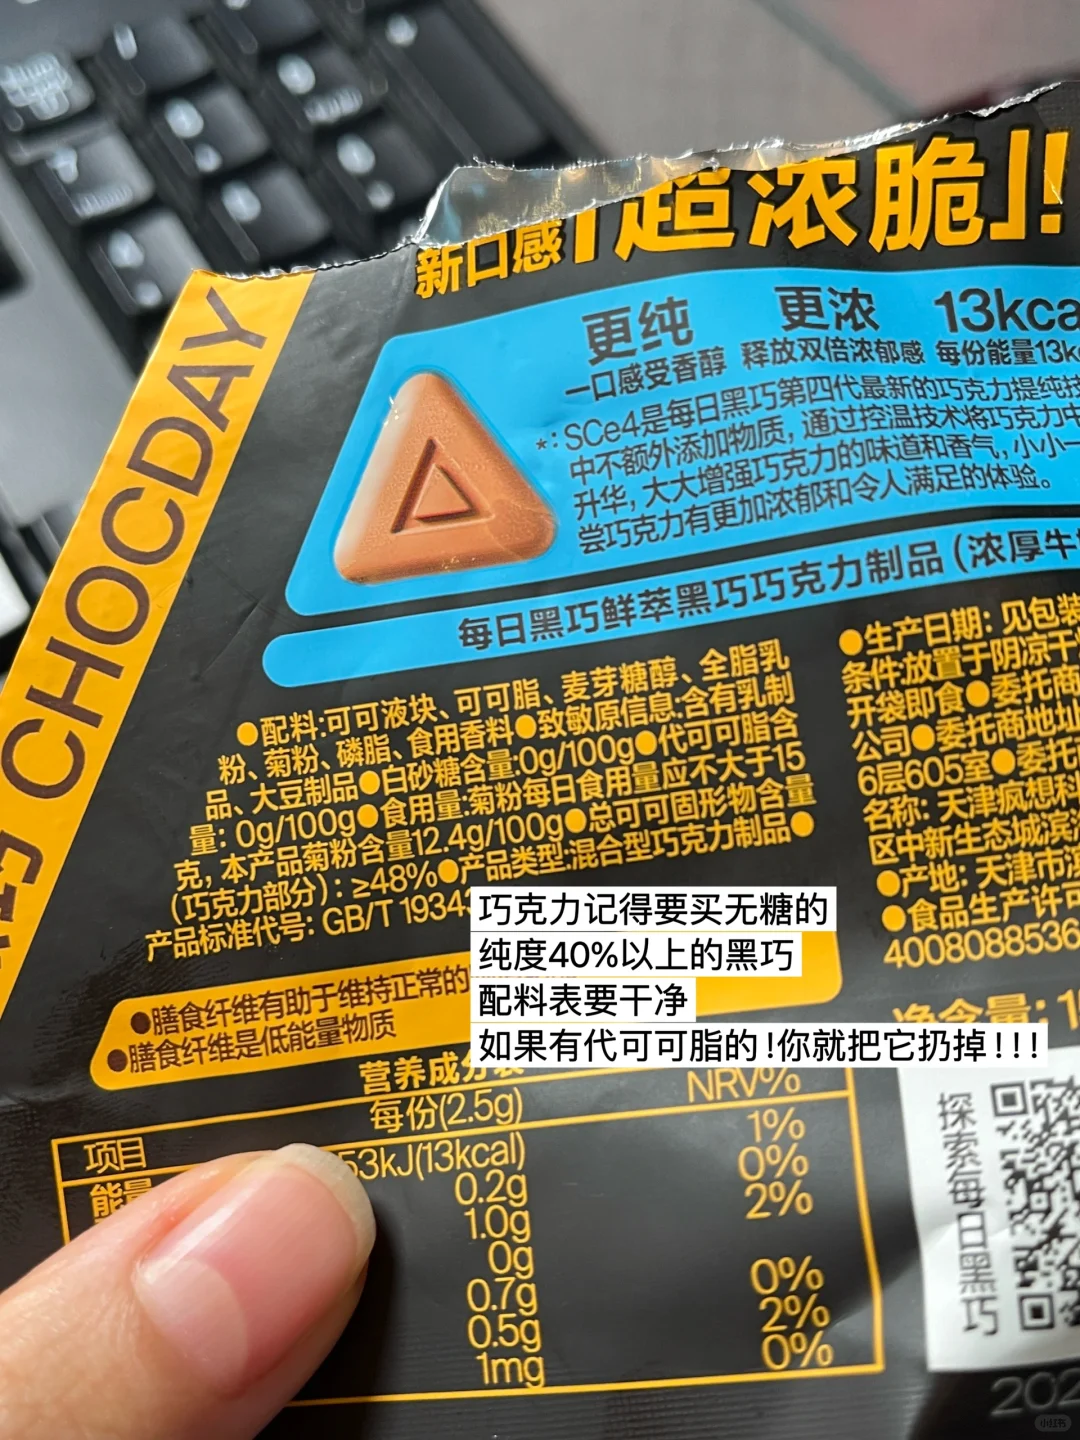 新口感「超浓脆」!
更纯 更浓 13kca
一口感受香醇 释放双倍浓郁感 每份能量13k
*:SCe4是每日黑巧第四代最新的巧克力提纯技
中不额外添加物质,通过控温技术将巧克力中
升华,大大增强巧克力的味道和香气,小小一
尝巧克力有更加浓郁和令人满足的体验。
每日黑巧鲜萃黑巧巧克力制品(浓厚牛
CHOCDAY
●配料:可可液块、可可脂、麦芽糖醇、全脂乳
粉、菊粉、磷脂、食用香料●致敏原信息:含有乳制
品、大豆制品●白砂糖含量:0g/100g●代可可脂含
量: 0g/100g●食用量:菊粉每日食用量应不大于15
克,本产品菊粉含量12.4g/100g●总可可固形物含量
(巧克力部分): ≥48%●产品类型:混合型巧克力制品●
产品标准代号: GB/T 1934
●生产日期: 见包装
条件放置于阴凉干
开袋即食●委托商
公司●委托商地址
6层605室●委托
名称: 天津疯想科
区中新生态城滨
●产地: 天津市滨
●食品生产许可
4008088536
巧克力记得要买无糖的
纯度40%以上的黑巧
配料表要干净
如果有代可可脂的!你就把它扔掉!!!
●膳食纤维有助于维持正常的
●膳食纤维是低能量物质
净含量: 1
营养成分表
项目 每份(2.5g) NRV%
能量 53kJ(13kcal) 1%
0.2g 0%
1.0g 2%
0g
0.7g 0%
0.5g 2%
1mg 0%
探索每日黑巧
202
小红书